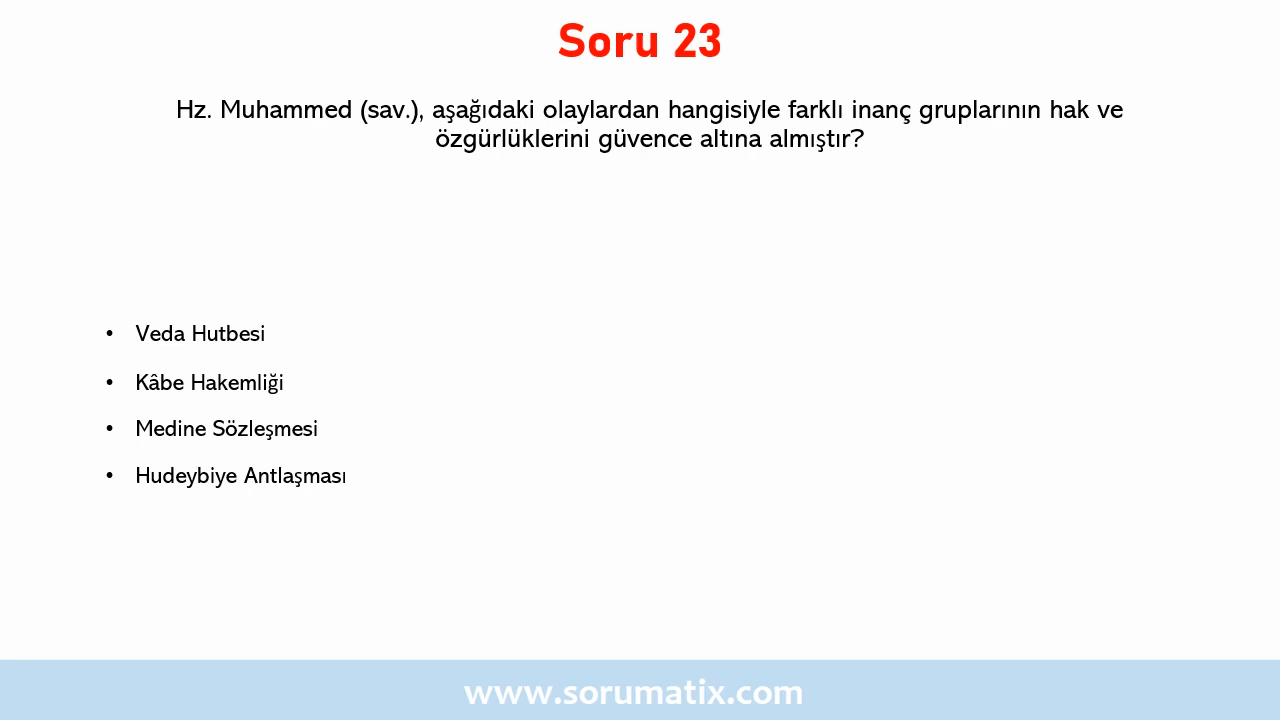 Soru 23
Hz. Muhammed (sav.), aşağıdaki olaylardan hangisiyle farklı inanç gruplarının hak ve
özgürlüklerini güvence altına almıştır?
• Veda Hutbesi
• Kâbe Hakemliği
• Medine Sözleşmesi
• Hudeybiye Antlaşması
www.sorumatix.com